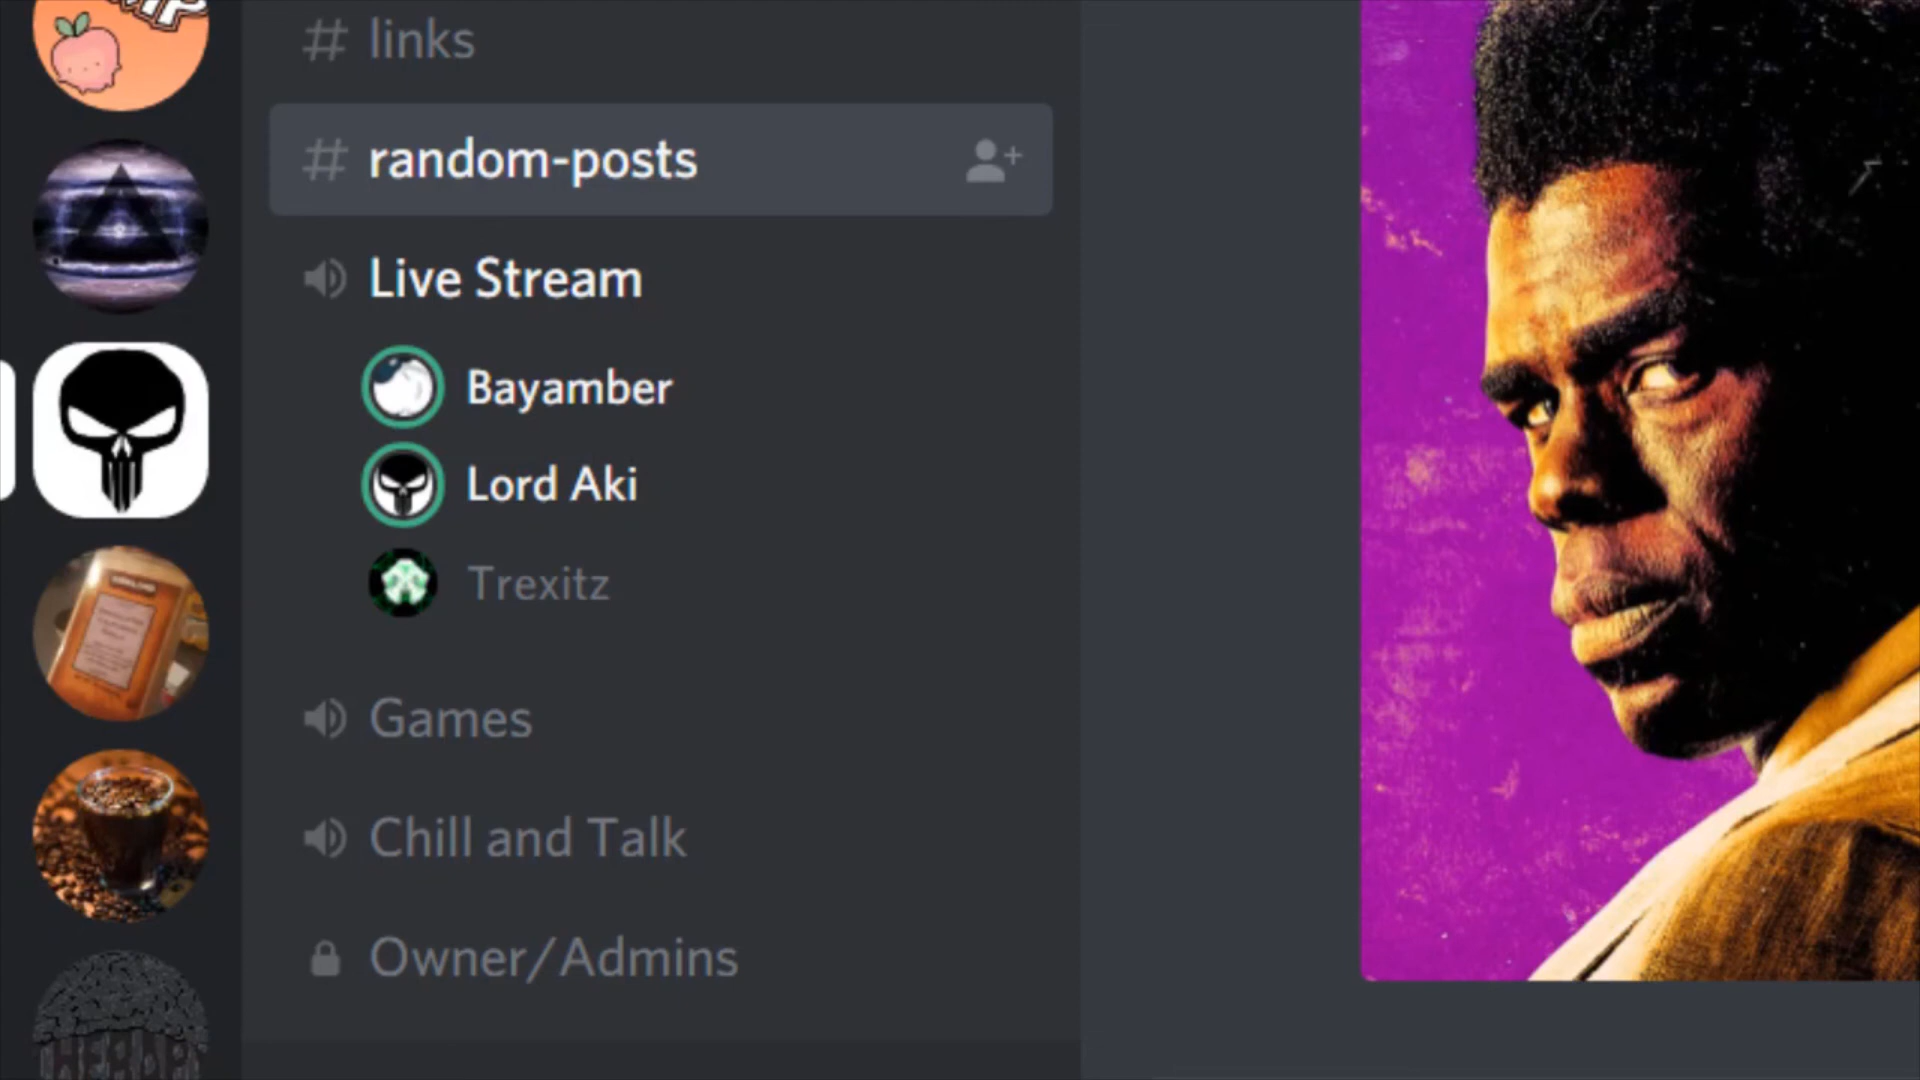 # links
# random-posts
Live Stream
Bayamber
Lord Aki
Trexitz
Games
Chill and Talk
Owner/Admins